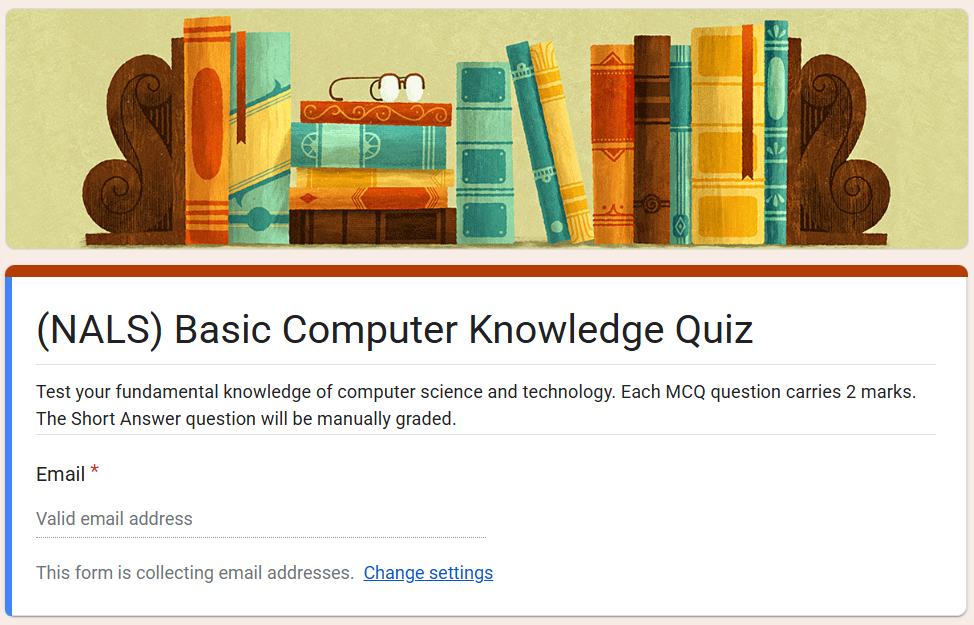 (NALS) Basic Computer Knowledge Quiz
Test your fundamental knowledge of computer science and technology. Each MCQ question carries 2 marks.
The Short Answer question will be manually graded.
Email *
Valid email address
This form is collecting email addresses. Change settings